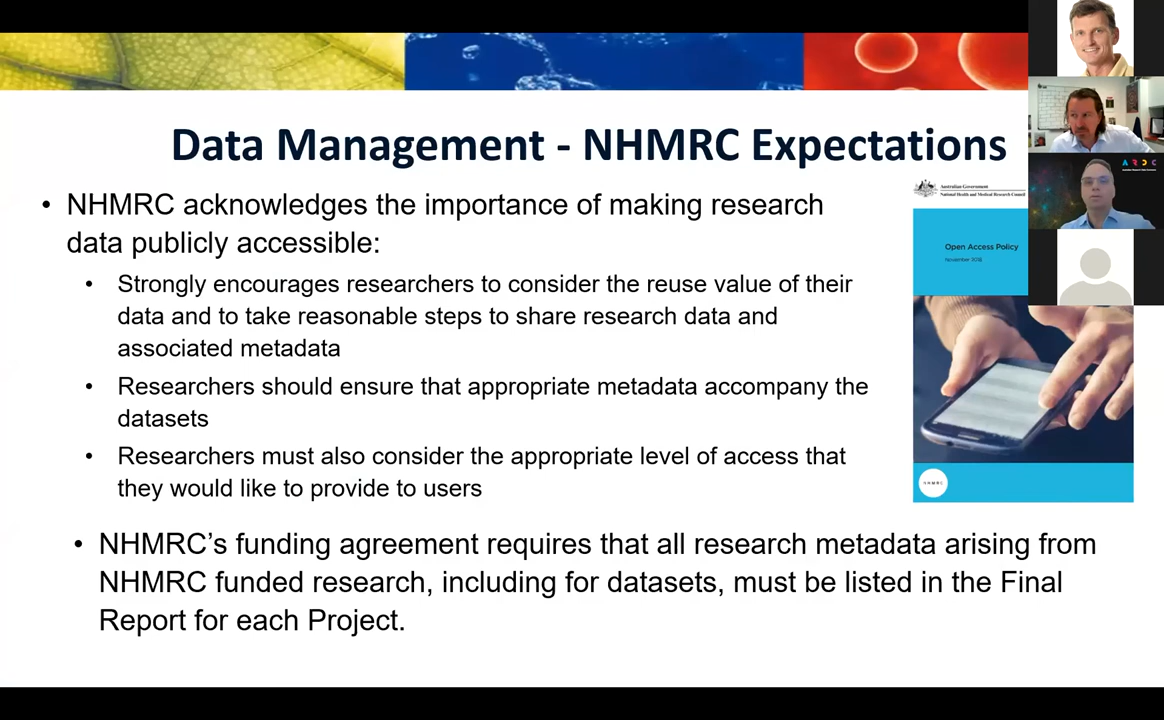 Data Management - NHMRC Expectations
• NHMRC acknowledges the importance of making research
data publicly accessible:
• Strongly encourages researchers to consider the reuse value of their
data and to take reasonable steps to share research data and
associated metadata
• Researchers should ensure that appropriate metadata accompany the
datasets
• Researchers must also consider the appropriate level of access that
they would like to provide to users
• NHMRC’s funding agreement requires that all research metadata arising from
NHMRC funded research, including for datasets, must be listed in the Final
Report for each Project.
Australian Government
National Health and Medical Research Council
Open Access Policy
November 2018
NHMRC
ARDC